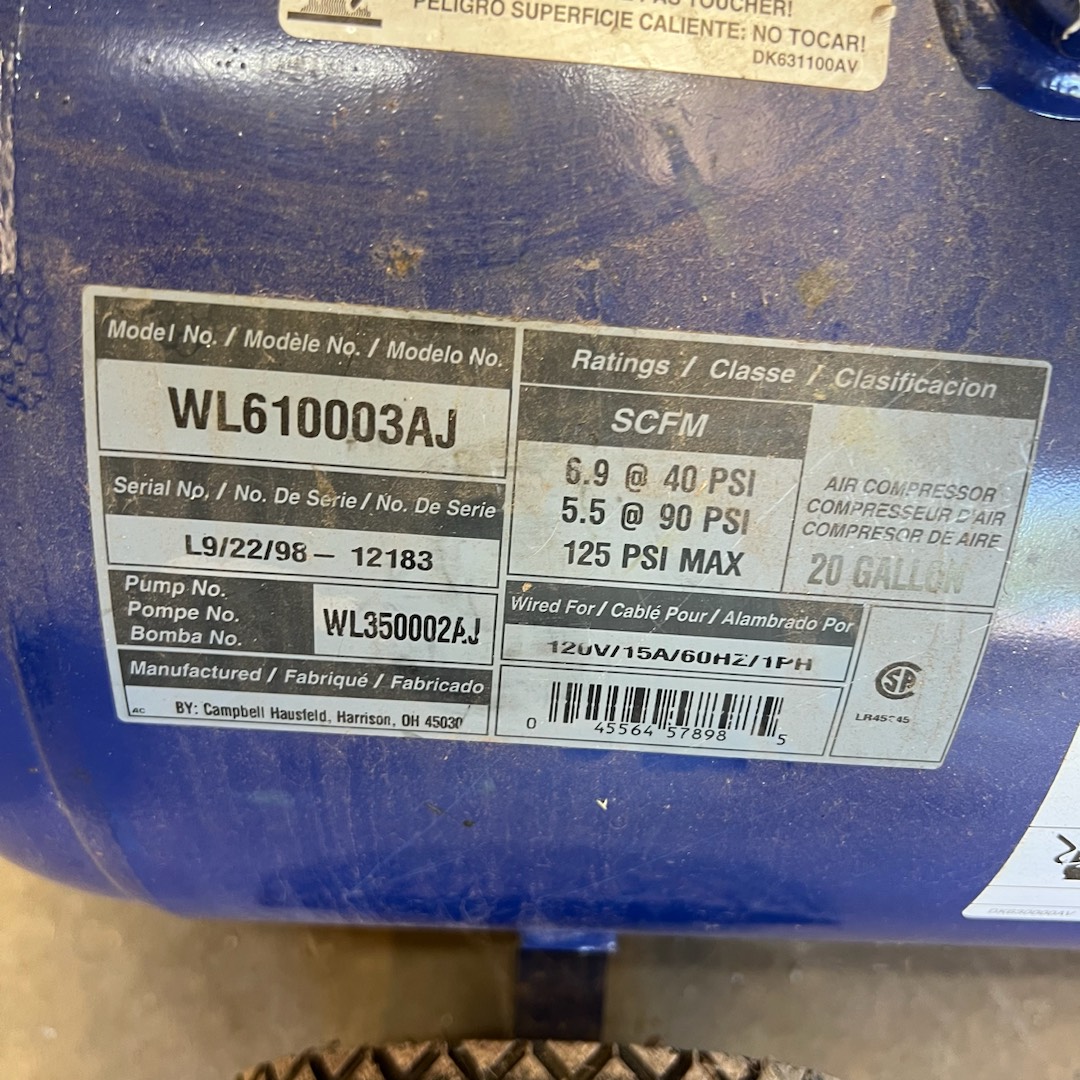 TOUCHER!
PELIGRO SUPERFICIE CALIENTE: NO TOCAR!
DK631100AV
Model No. / Modèle No. / Modelo No.
WL610003AJ
Serial No. / No. De Serie / No. De Serie
L9/22/98 – 12183
Pump No.
Pompe No.
Bomba No.
WL350002AJ
Manufactured / Fabriqué / Fabricado
AC BY: Campbell Hausfeld, Harrison, OH 45030
Ratings / Classe / Clasificacion
SCFM
6.9 @ 40 PSI
5.5 @ 90 PSI
125 PSI MAX
AIR COMPRESSOR
COMPRESSEUR D'AIR
COMPRESOR DE AIRE
20 GALLON
Wired For / Cablé Pour / Alambrado Por
120V/15A/60HZ/1PH
0 45564 57898 5
SP